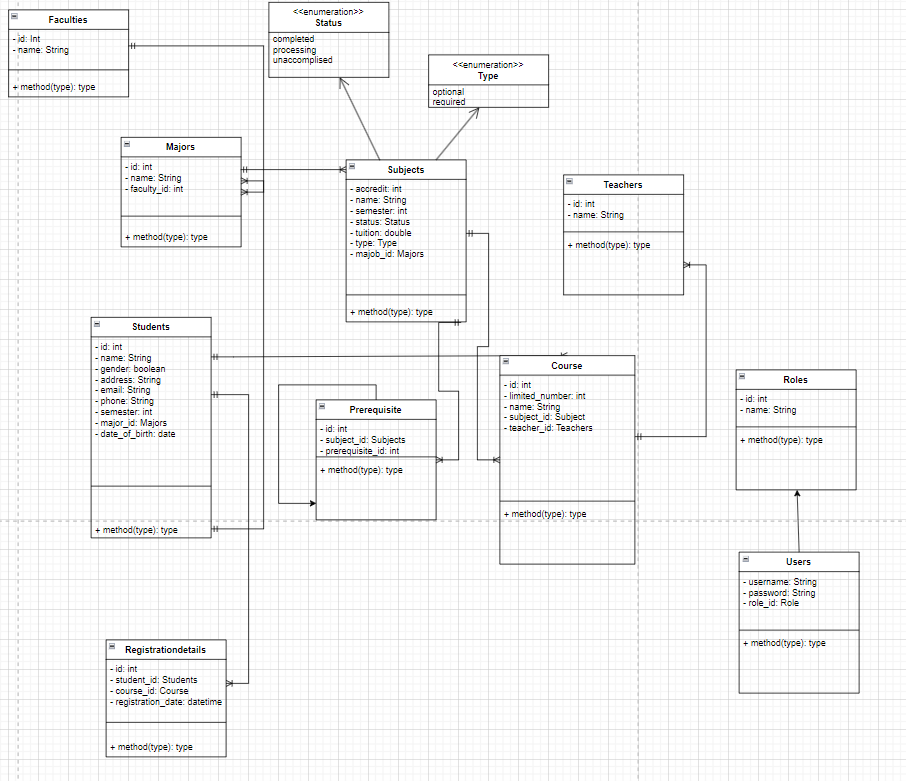 Faculties
- id: Int
- name: String
+ method(type): type
<<enumeration>>
Status
completed
processing
unaccomplised
<<enumeration>>
Type
optional
required
Majors
- id: int
- name: String
- faculty_id: int
+ method(type): type
Subjects
- accredit: int
- name: String
- semester: int
- status: Status
- tuition: double
- type: Type
- majob_id: Majors
+ method(type): type
Teachers
- id: int
- name: String
+ method(type): type
Students
- id: int
- name: String
- gender: boolean
- address: String
- email: String
- phone: String
- semester: int
- major_id: Majors
- date_of_birth: date
+ method(type): type
Prerequisite
- id: int
- subject_id: Subjects
- prerequisite_id: int
+ method(type): type
Course
- id: int
- limited_number: int
- name: String
- subject_id: Subject
- teacher_id: Teachers
+ method(type): type
Roles
- id: int
- name: String
+ method(type): type
Users
- username: String
- password: String
- role_id: Role
+ method(type): type
Registrationdetails
- id: int
- student_id: Students
- course_id: Course
- registration_date: datetime
+ method(type): type